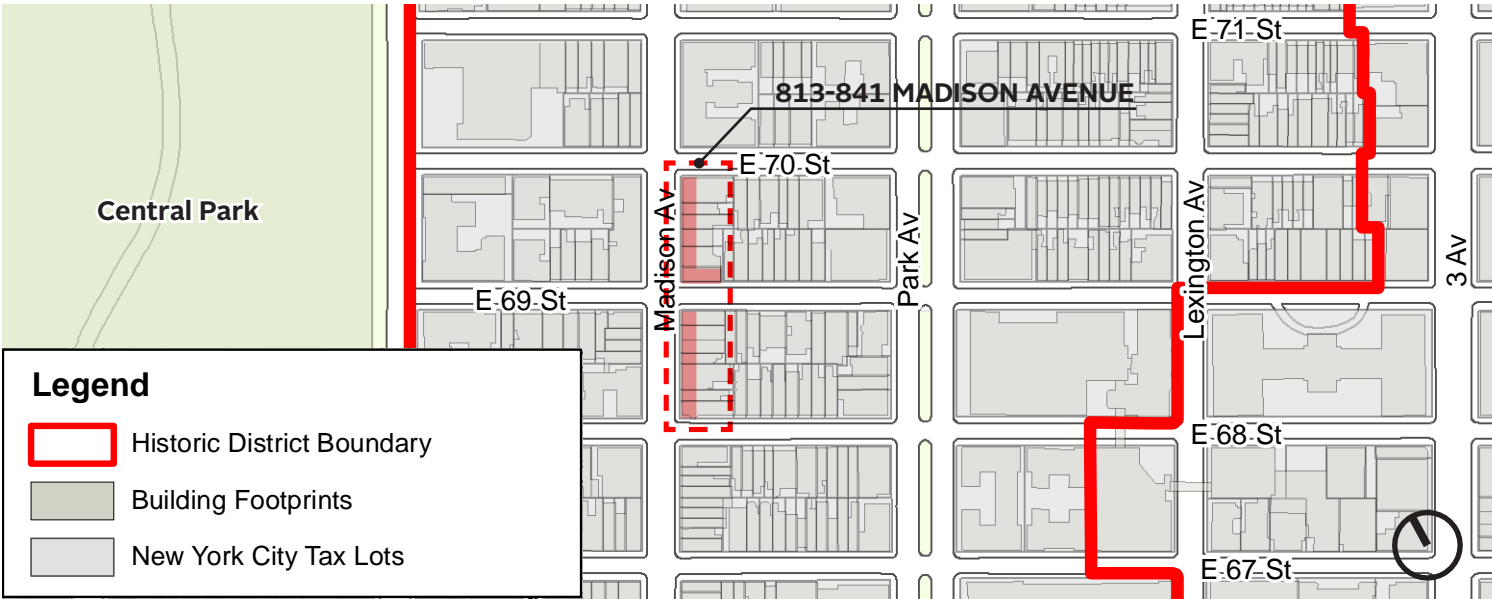 E 71 St
813-841 MADISON AVENUE
E 70 St
Central Park
Madison Av
Park Av
Lexington Av
3 Av
E 69 St
Legend
Historic District Boundary
Building Footprints
New York City Tax Lots
E 68 St
E 67 St